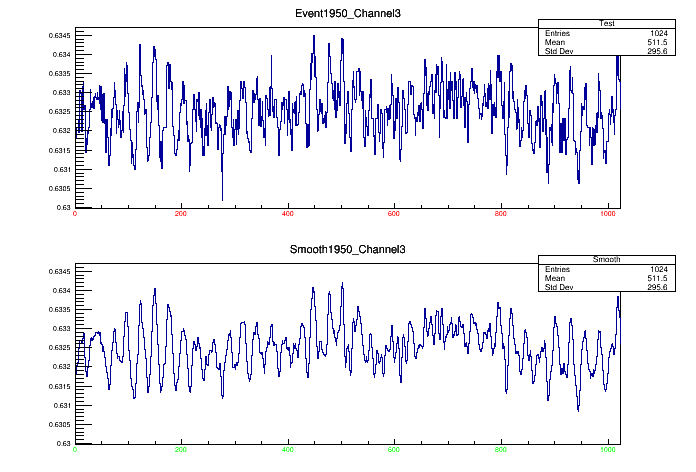 Event1950_Channel3
Test
Entries 1024
Mean 511.5
Std Dev 295.6
0.6345
0.634
0.6335
0.633
0.6325
0.632
0.6315
0.631
0.6305
0.63
0 200 400 600 800 1000
Smooth1950_Channel3
Smooth
Entries 1024
Mean 511.5
Std Dev 295.6
0.6345
0.634
0.6335
0.633
0.6325
0.632
0.6315
0.631
0.6305
0.63
0 200 400 600 800 1000